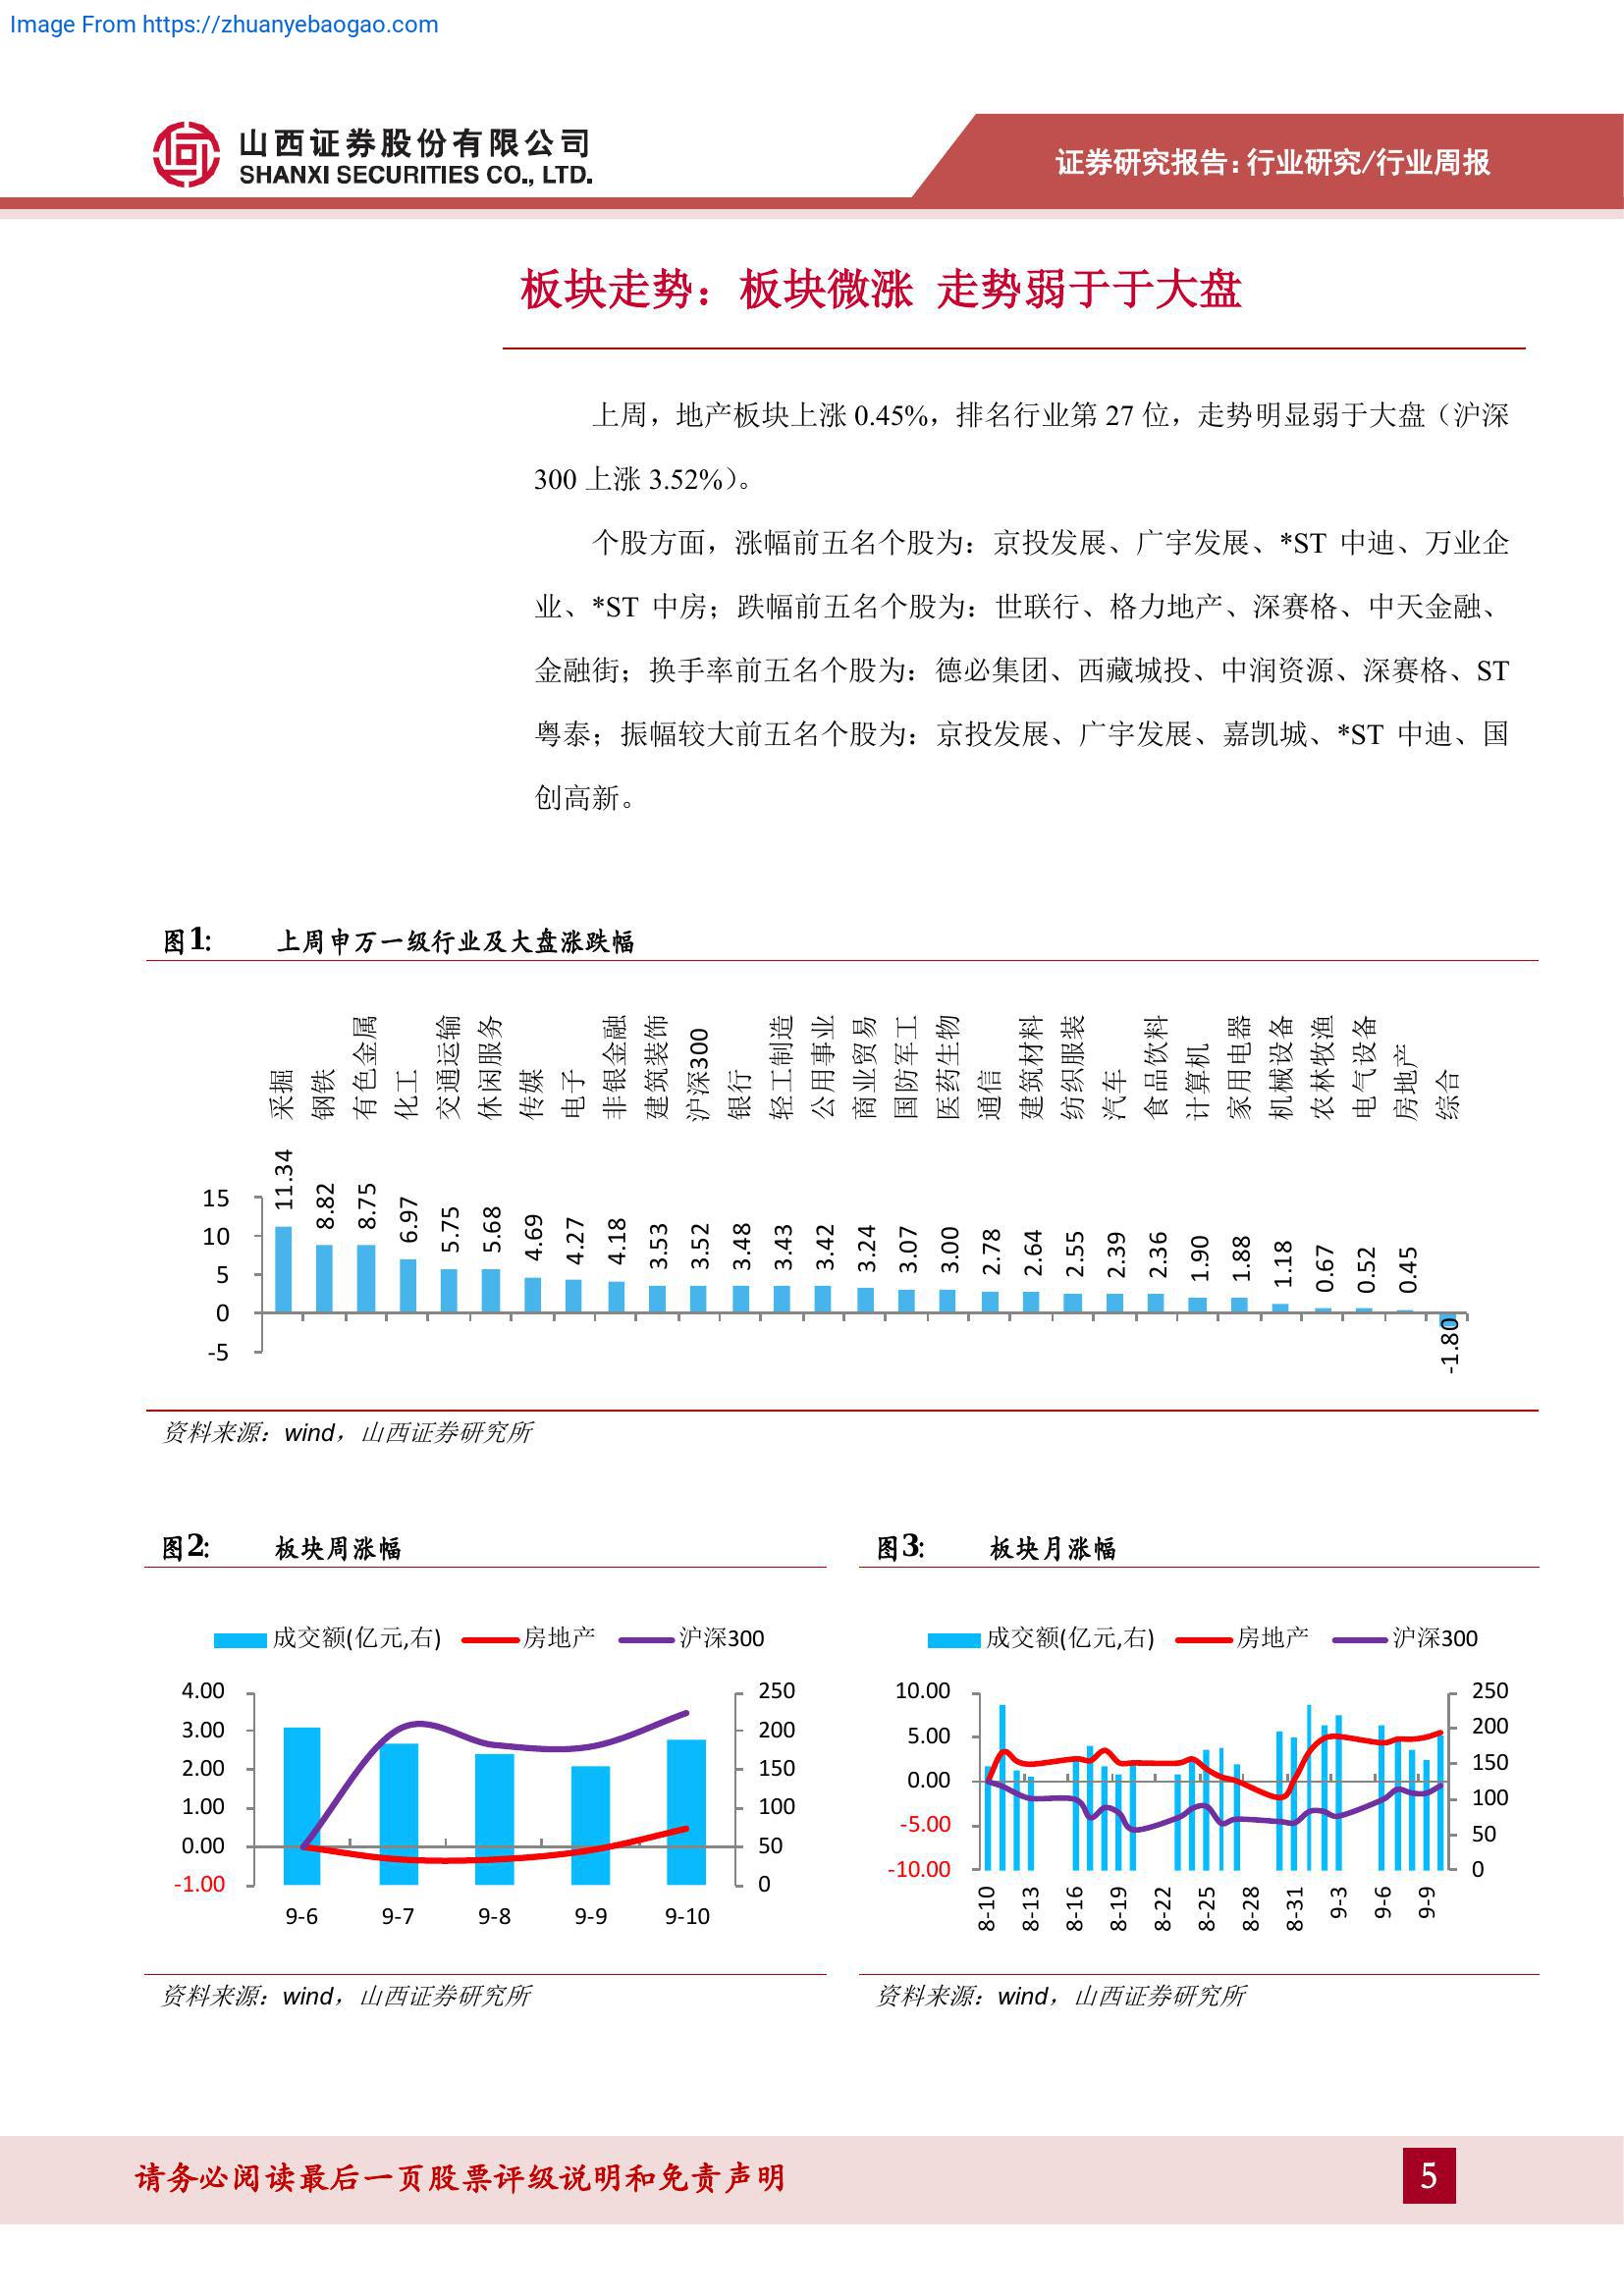 Image From https://zhuanyebaogao.com
山西证券股份有限公司
SHANXI SECURITIES CO., LTD.
证券研究报告:行业研究/行业周报
板块走势：板块微涨 走势弱于于大盘
上周，地产板块上涨 0.45%，排名行业第 27 位，走势明显弱于大盘（沪深
300 上涨 3.52%）。
个股方面，涨幅前五名个股为：京投发展、广宇发展、*ST 中迪、万业企
业、*ST 中房；跌幅前五名个股为：世联行、格力地产、深赛格、中天金融、
金融街；换手率前五名个股为：德必集团、西藏城投、中润资源、深赛格、ST
粤泰；振幅较大前五名个股为：京投发展、广宇发展、嘉凯城、*ST 中迪、国
创高新。
图1: 上周申万一级行业及大盘涨跌幅
采掘 钢铁 有色金属 化工 交通运输 休闲服务 传媒 电子 非银金融 建筑装饰 沪深300 银行 轻工制造 公用事业 商业贸易 国防军工 医药生物 通信 建筑材料 纺织服装 汽车 食品饮料 计算机 家用电器 机械设备 农林牧渔 电气设备 房地产 综合
11.34 8.82 8.75 6.97 5.75 5.68 4.69 4.27 4.18 3.53 3.52 3.48 3.43 3.42 3.24 3.07 3.00 2.78 2.64 2.55 2.39 2.36 1.90 1.88 1.18 0.67 0.52 0.45 -1.80
15
10
5
0
-5
资料来源：wind，山西证券研究所
图2: 板块周涨幅
成交额(亿元,右) 房地产 沪深300
4.00 250
3.00 200
2.00 150
1.00 100
0.00 50
-1.00 0
9-6 9-7 9-8 9-9 9-10
资料来源：wind，山西证券研究所
图3: 板块月涨幅
成交额(亿元,右) 房地产 沪深300
10.00
5.00
0.00
-5.00
-10.00
250
200
150
100
50
0
8-10 8-13 8-16 8-19 8-22 8-25 8-28 8-31 9-3 9-6 9-9
资料来源：wind，山西证券研究所
请务必阅读最后一页股票评级说明和免责声明
5